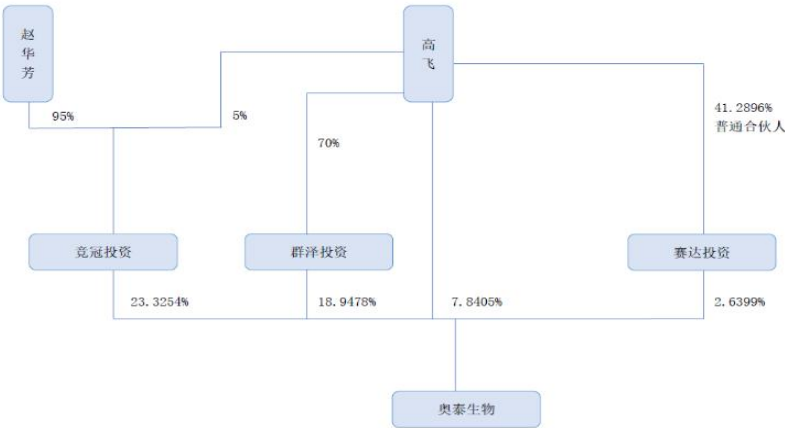 赵华芳
高飞
95%
5%
70%
41.2896%
普通合伙人
竞冠投资
群泽投资
赛达投资
23.3254%
18.9478%
7.8405%
2.6399%
奥泰生物